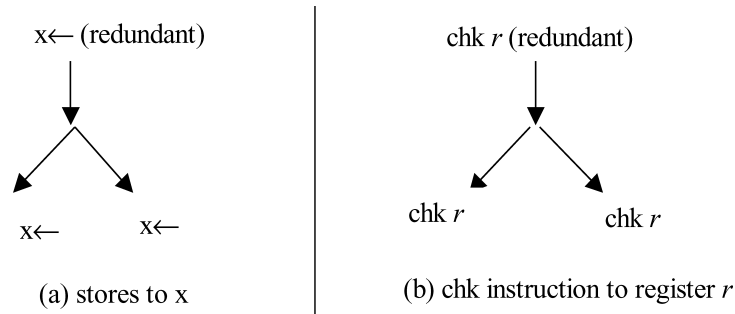 x← (redundant)
x←
x←
(a) stores to x
chk r (redundant)
chk r
chk r
(b) chk instruction to register r